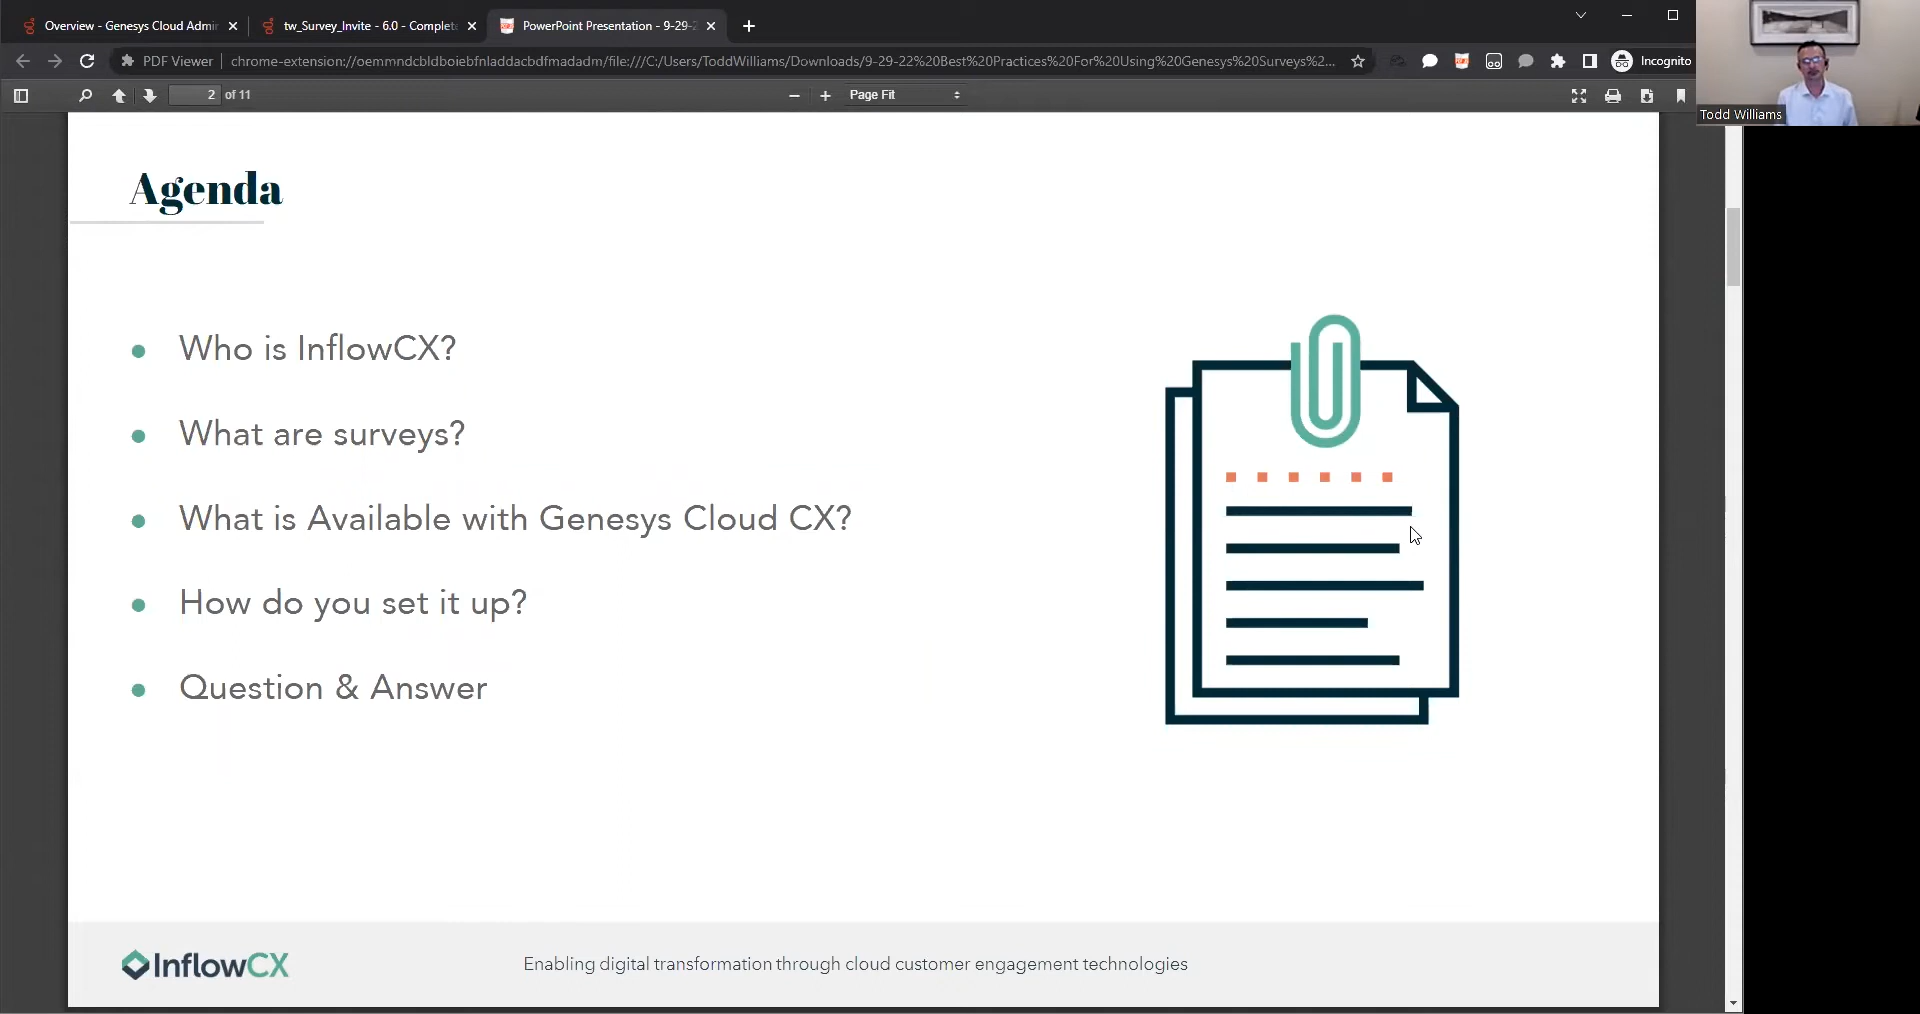 Overview - Genesys Cloud Admi
tw_Survey_Invite - 6.0 - Complet
PowerPoint Presentation - 9-29-2
PDF Viewer
chrome-extension://oemmndcbldboiebfnladdacbdfmadadm/file:///C:/Users/ToddWilliams/Downloads/9-29-22%20Best%20Practices%20For%20Using%20Genesys%20Surveys%2...
Incognito
2 of 11
Page Fit
Todd Williams
Agenda
Who is InflowCX?
What are surveys?
What is Available with Genesys Cloud CX?
How do you set it up?
Question & Answer
InflowCX
Enabling digital transformation through cloud customer engagement technologies